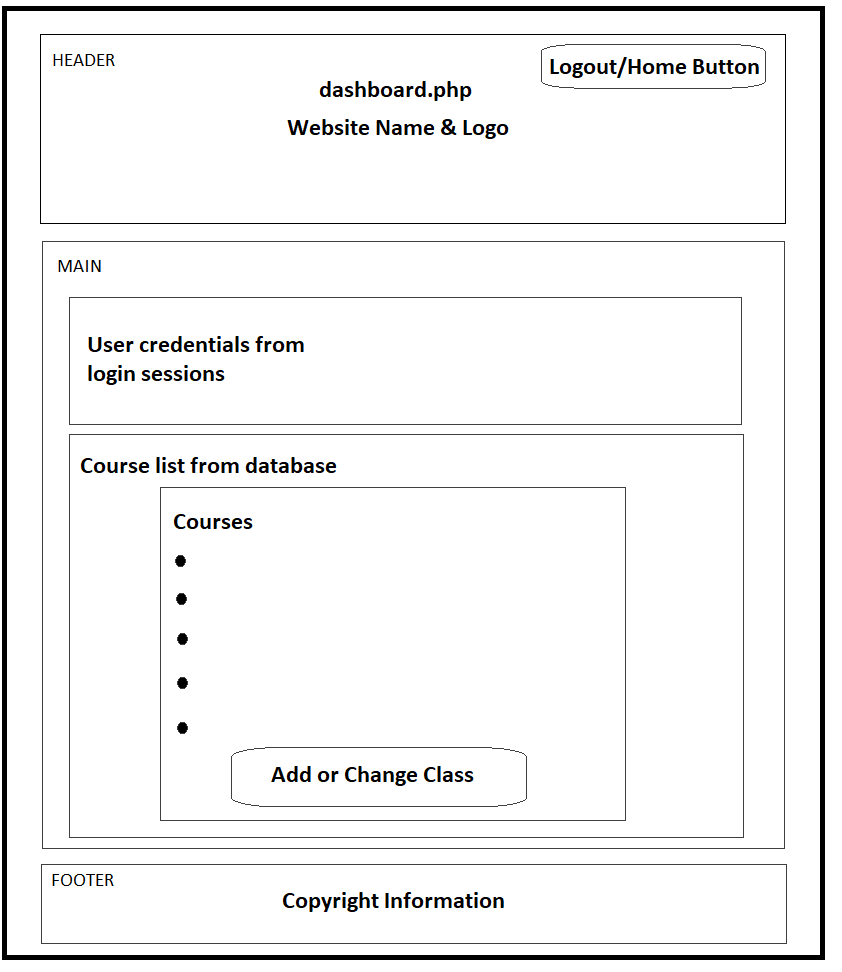 HEADER
Logout/Home Button
dashboard.php
Website Name & Logo
MAIN
User credentials from
login sessions
Course list from database
Courses
Add or Change Class
FOOTER
Copyright Information